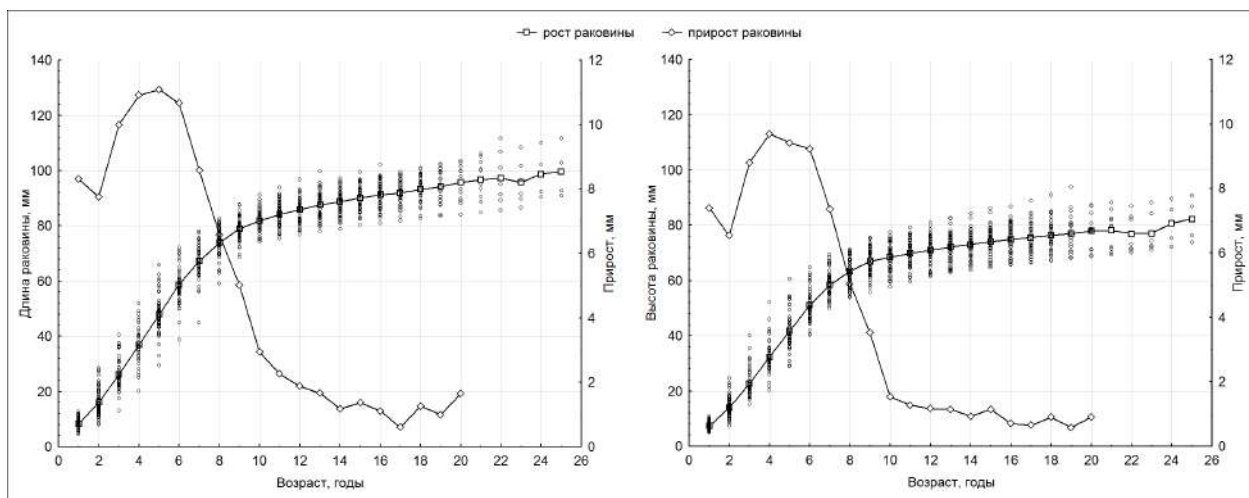 рост раковины прирост раковины
140 120 100 80 60 40 20 0
Длина раковины, мм
12 10 8 6 4 2 0
Прирост, мм
0 2 4 6 8 10 12 14 16 18 20 22 24 26
Возраст, годы
140 120 100 80 60 40 20 0
Высота раковины, мм
12 10 8 6 4 2 0
Прирост, мм
0 2 4 6 8 10 12 14 16 18 20 22 24 26
Возраст, годы